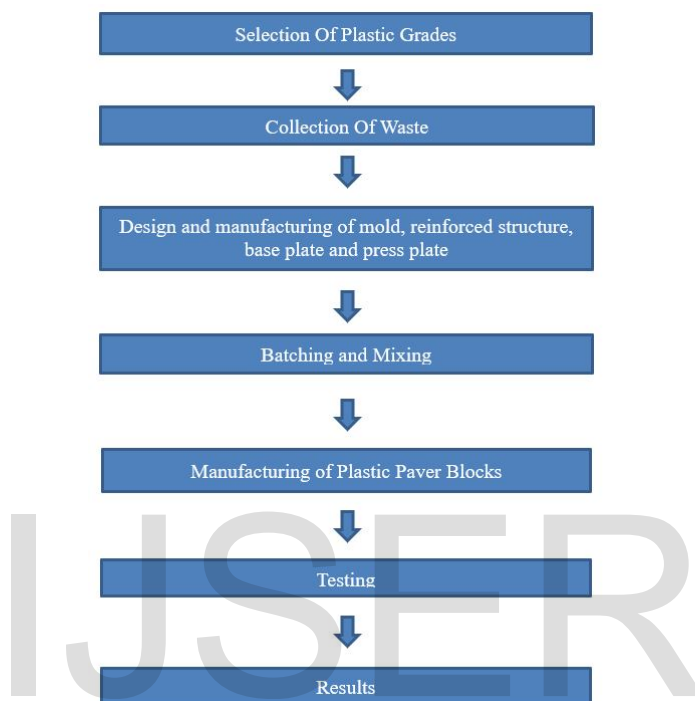 Selection Of Plastic Grades
Collection Of Waste
Design and manufacturing of mold, reinforced structure,
base plate and press plate
Batching and Mixing
Manufacturing of Plastic Paver Blocks
Testing
Results
IJSER